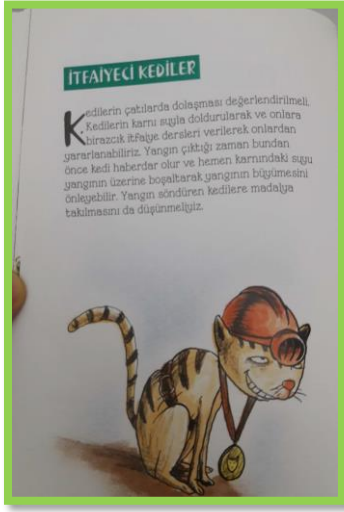 İTFAİYECİ KEDİLER
Kedilerin çatılarda dolaşması değerlendirilmeli.
Kedilerin karnı suyla doldurularak ve onlara
birazcık itfaiye dersleri verilerek onlardan
yararlanabiliriz. Yangın çıktığı zaman bundan
önce kedi haberdar olur ve hemen karnındaki suyu
yangının üzerine boşaltarak yangının büyümesini
önleyebilir. Yangın söndüren kedilere madalya
takılmasını da düşünmeliyiz.